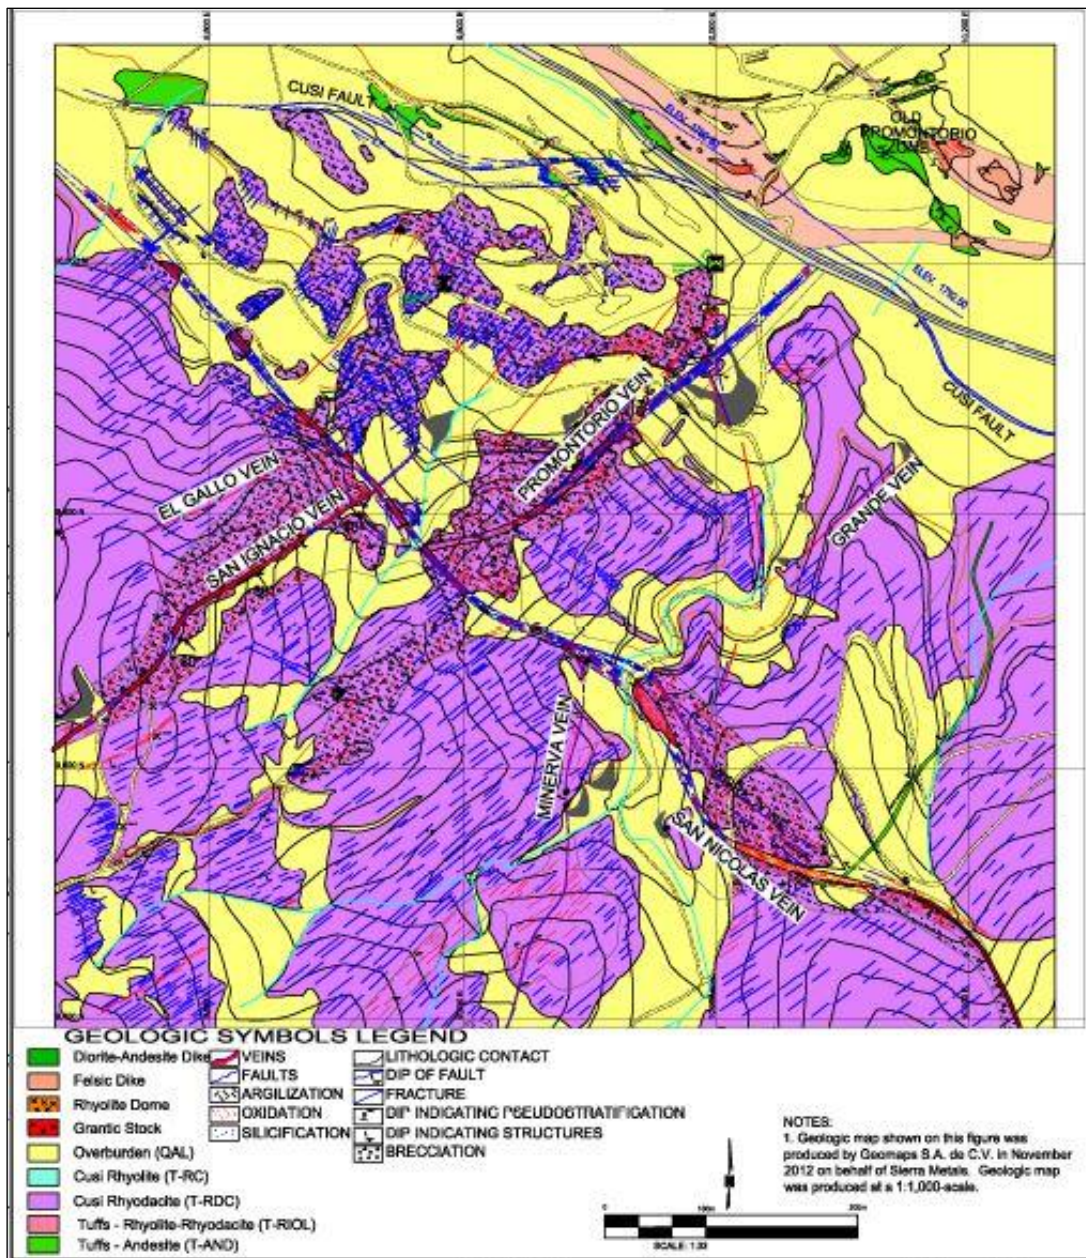 CUSI FAULT
OLD
PROMONTORIO
ZONE
CUSI FAULT
PROMONTORIO VEIN
EL GALLO VEIN
SAN IGNACIO VEIN
GRANDE VEIN
MINERVA VEIN
SAN NICOLAS VEIN
GEOLOGIC SYMBOLS LEGEND
Diorite-Andesite Dike
Felsic Dike
Rhyolite Dome
Grantic Stock
Overburden (QAL)
Cusi Rhyolite (T-RC)
Cusi Rhyodacite (T-RDC)
Tuffs - Rhyolite-Rhyodacite (T-RIOL)
Tuffs - Andesite (T-AND)
VEINS
FAULTS
ARGILIZATION
OXIDATION
SILICIFICATION
LITHOLOGIC CONTACT
DIP OF FAULT
FRACTURE
DIP INDICATING PSEUDOSTRATIFICATION
DIP INDICATING STRUCTURES
BRECCIATION
0 100m 200m
NOTES:
1. Geologic map shown on this figure was
produced by Geomaps S.A. de C.V. in November
2012 on behalf of Sierra Metals. Geologic map
was produced at a 1:1,000-scale.